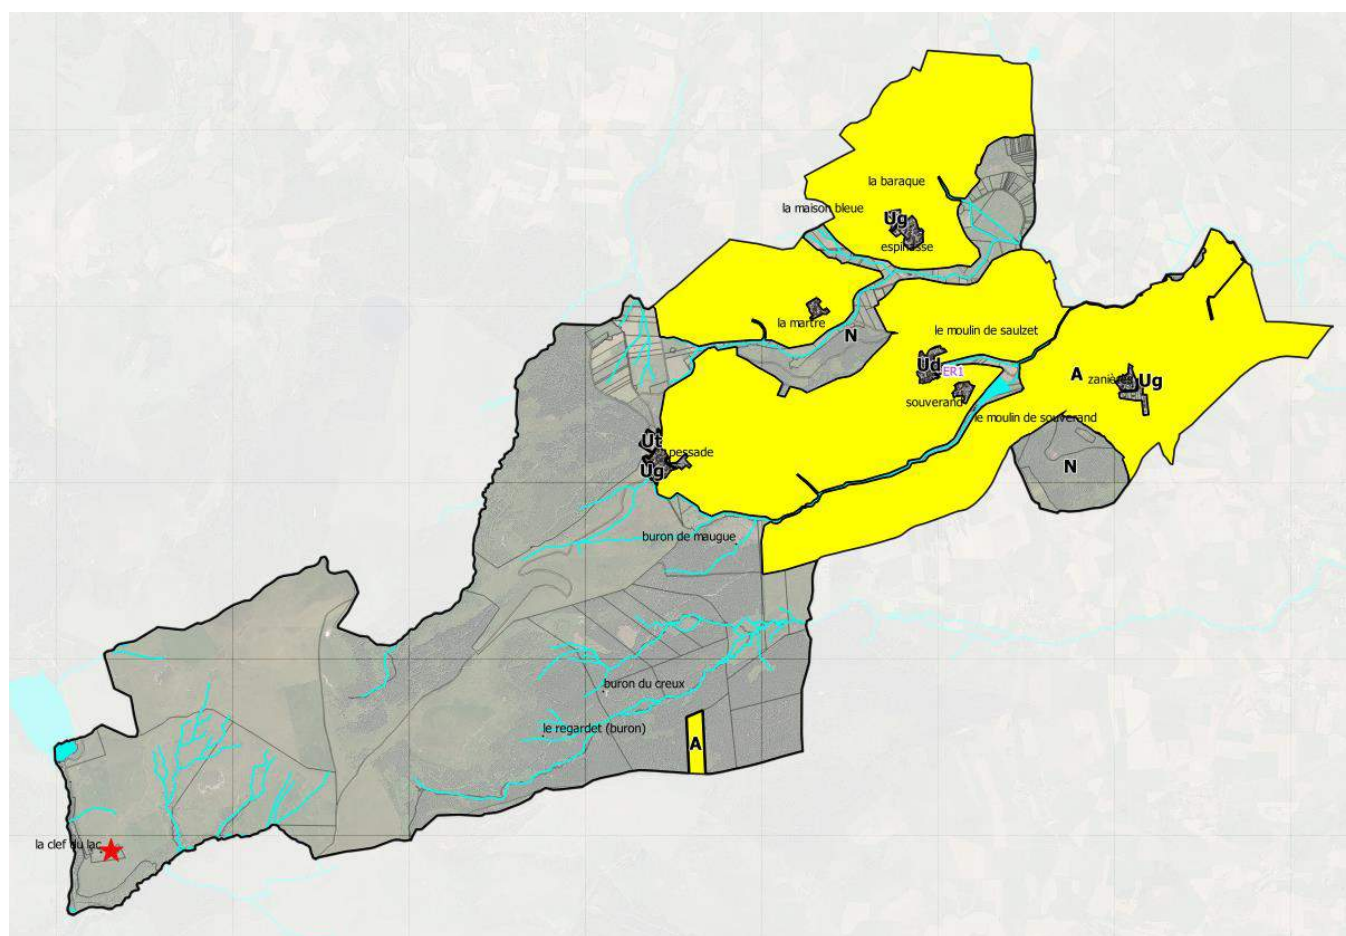 la baraque
la maison bleue
Ug
espinasse
la martre
le moulin de saulzet
N
Ud
ER1
A
zanières
Ug
souverand
le moulin de souverand
Ut
pessade
Ug
N
buron de maugue
buron du creux
le regardet (buron)
A
la clef du lac